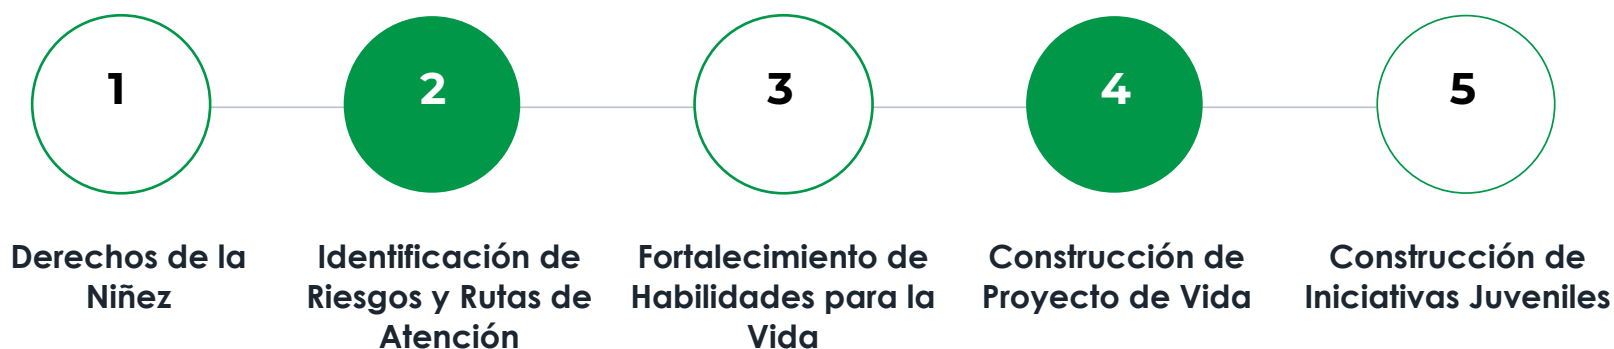 1
2
3
4
5
Derechos de la
Niñez
Identificación de
Riesgos y Rutas de
Atención
Fortalecimiento de
Habilidades para la
Vida
Construcción de
Proyecto de Vida
Construcción de
Iniciativas Juveniles